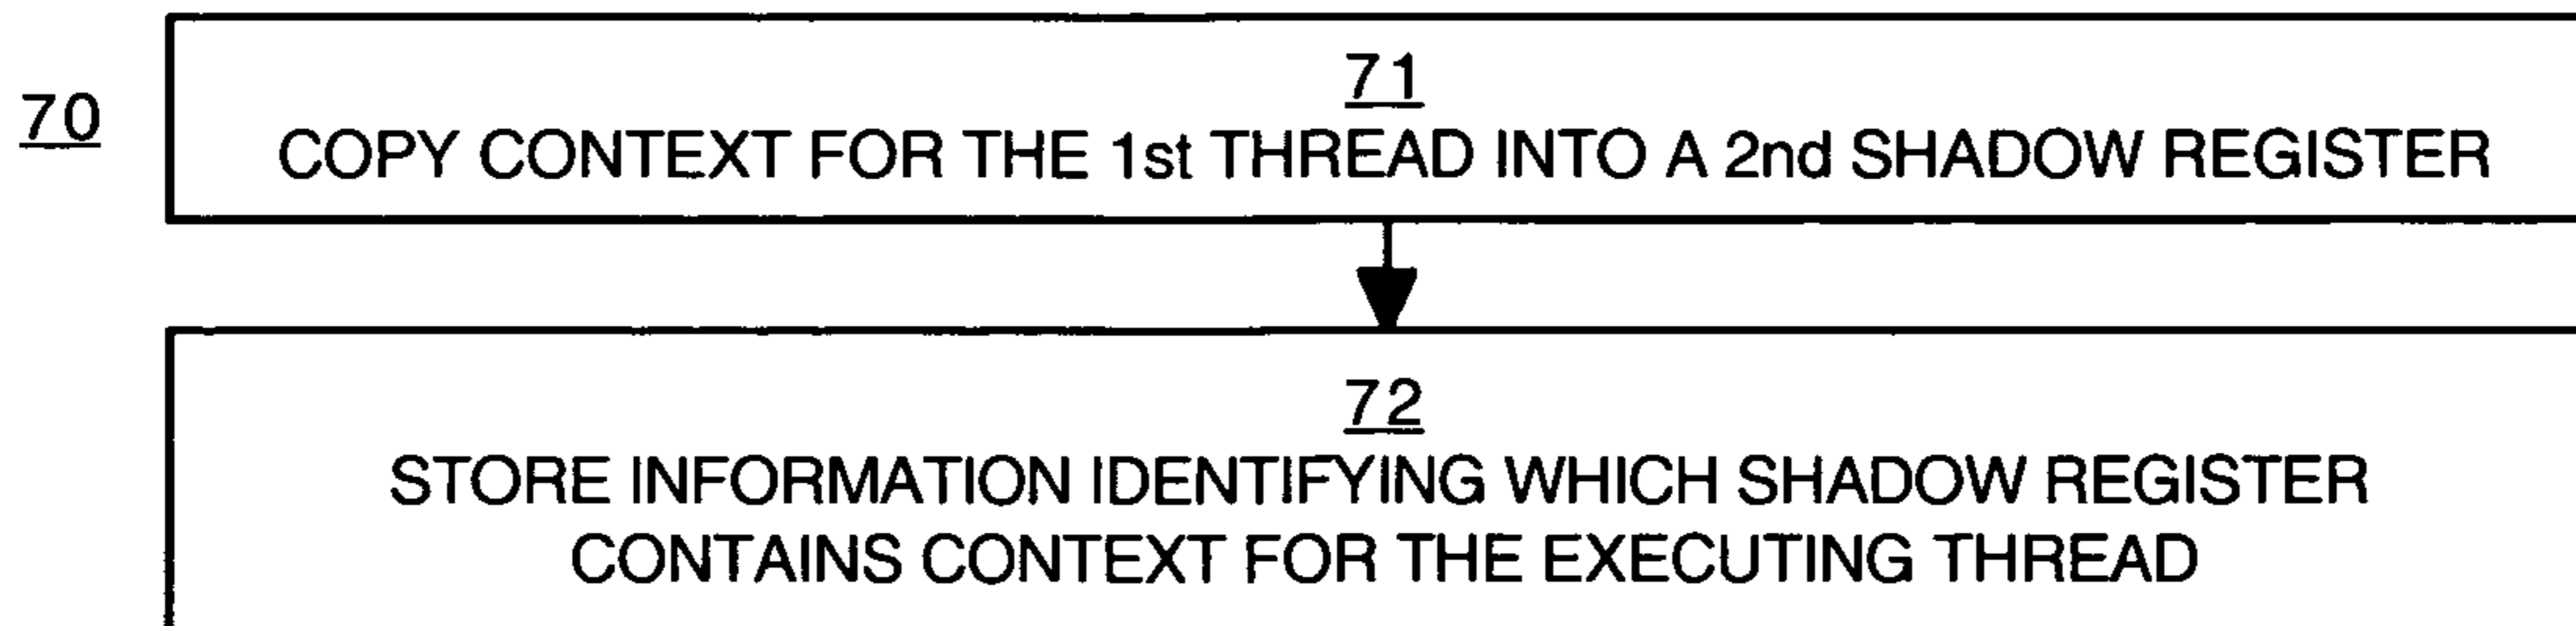 70
71
COPY CONTEXT FOR THE 1st THREAD INTO A 2nd SHADOW REGISTER
72
STORE INFORMATION IDENTIFYING WHICH SHADOW REGISTER
CONTAINS CONTEXT FOR THE EXECUTING THREAD